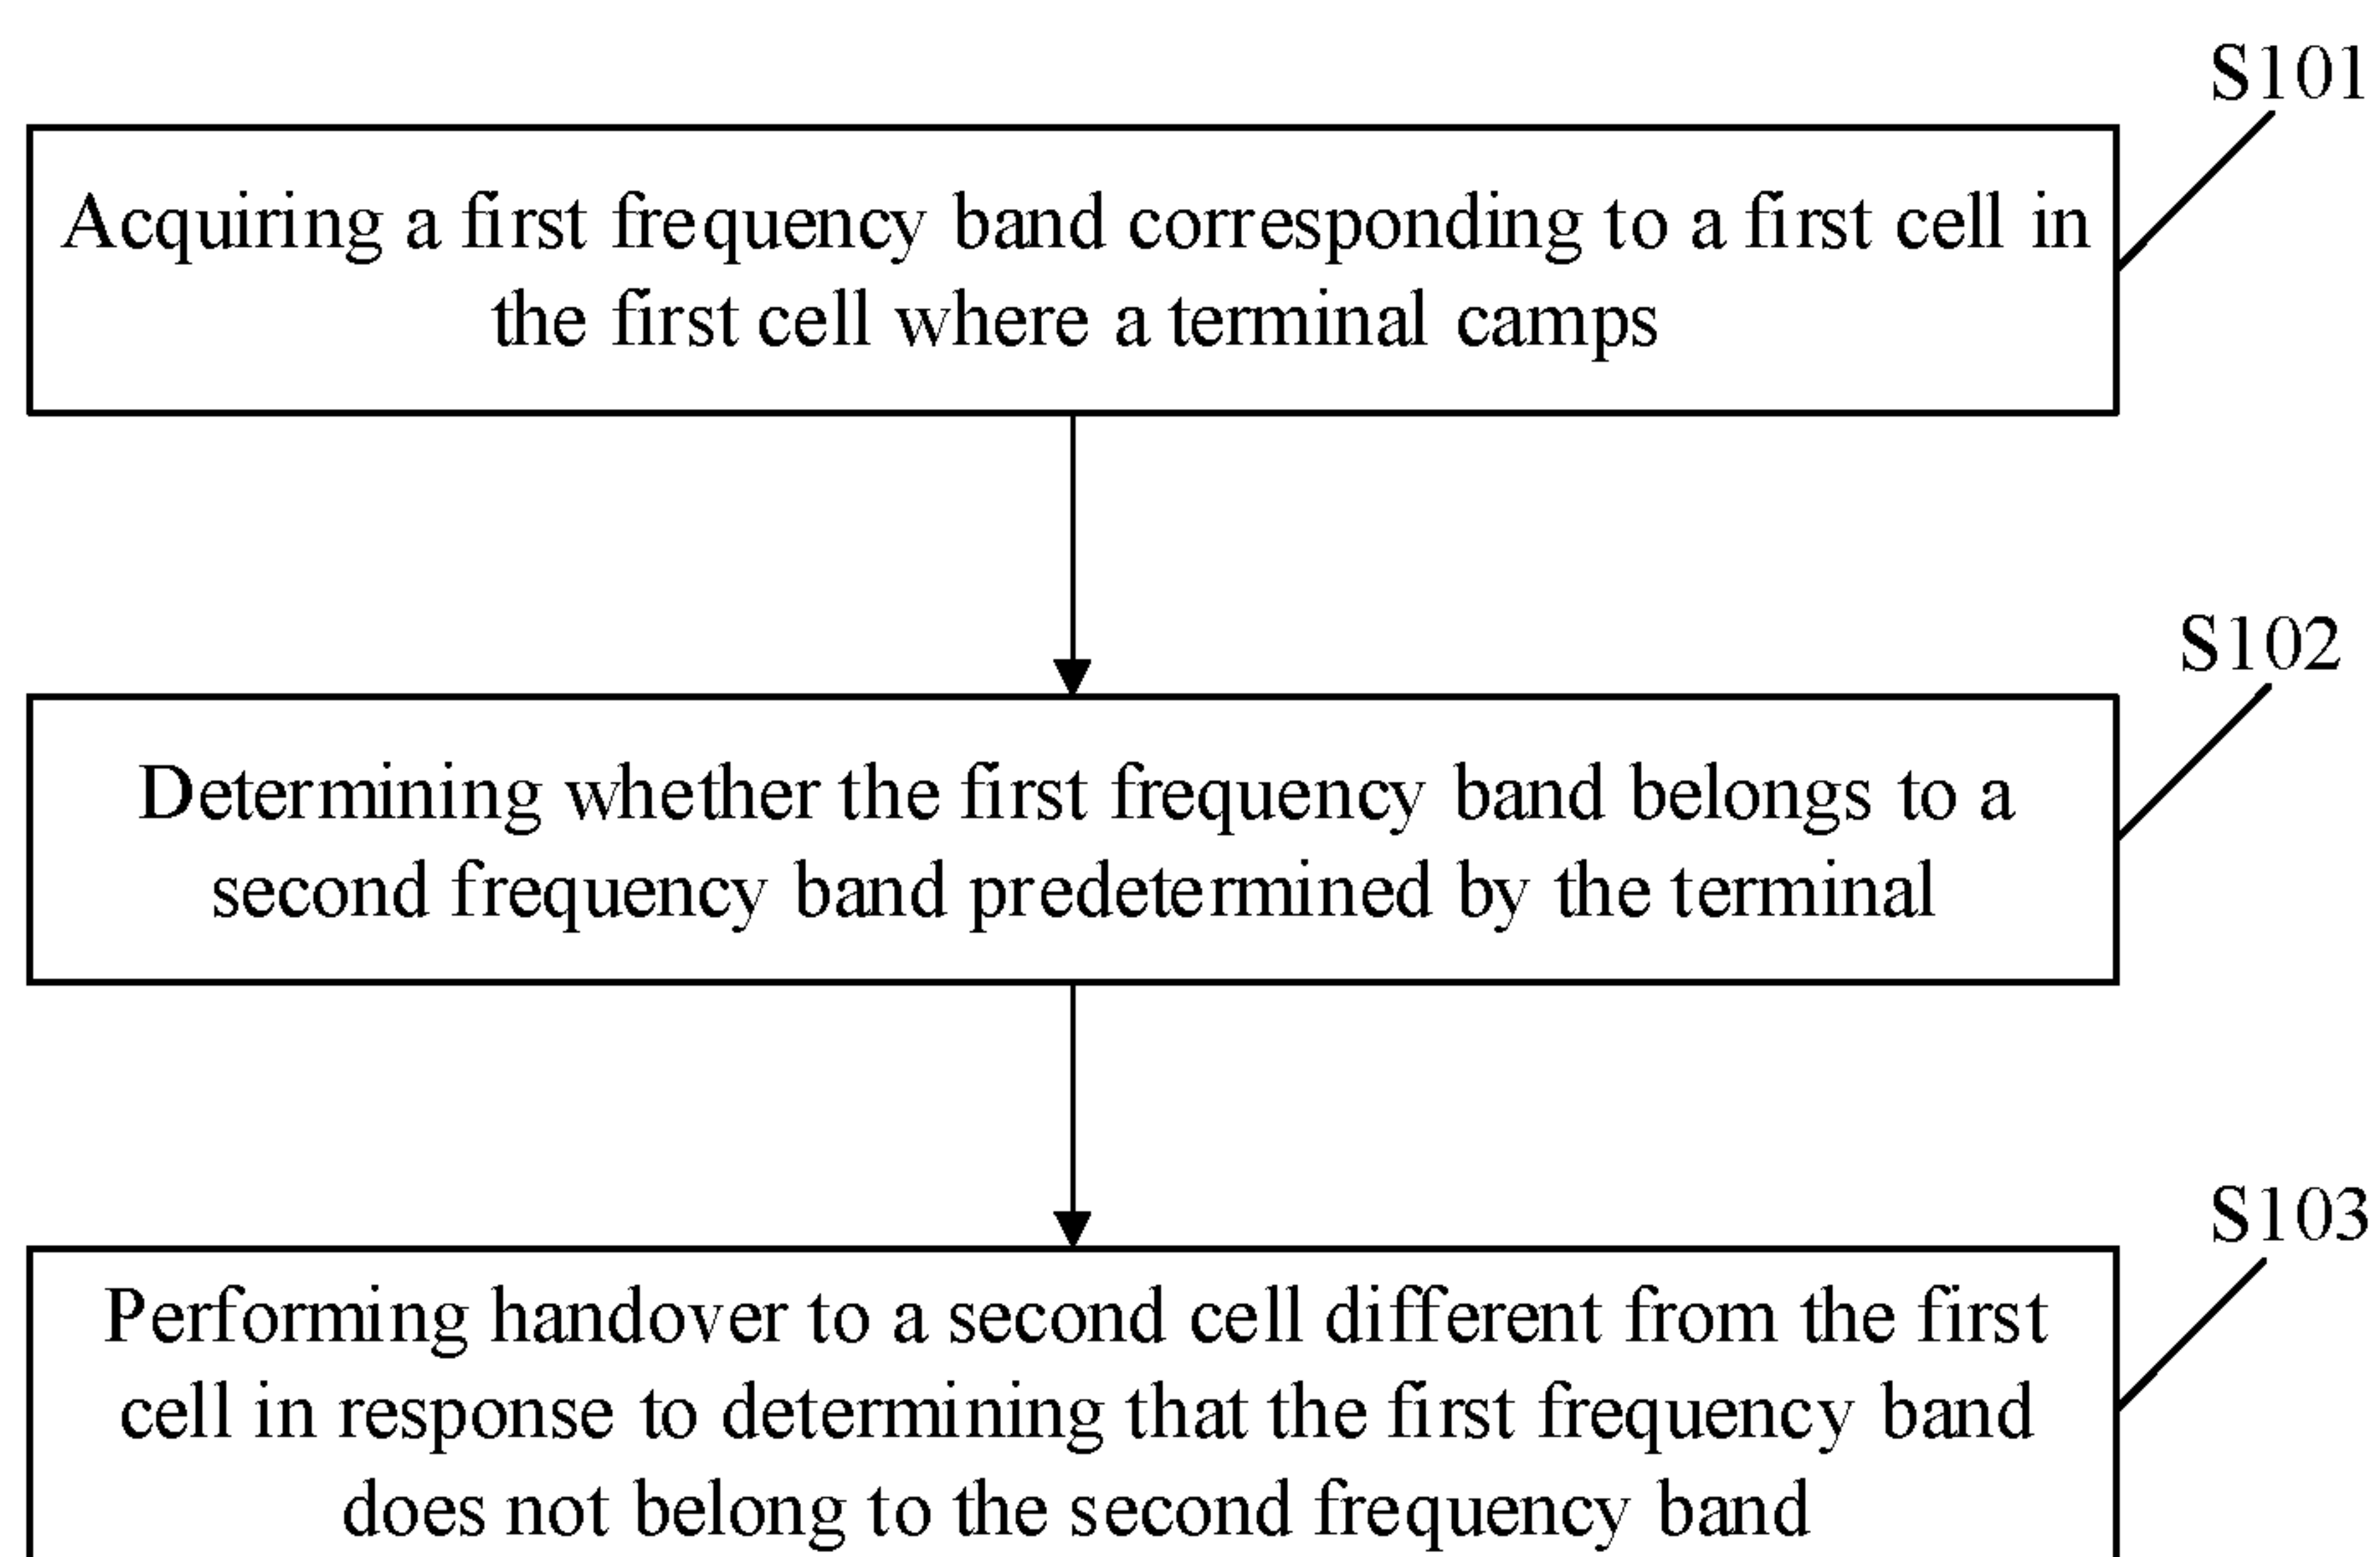 S101
Acquiring a first frequency band corresponding to a first cell in
the first cell where a terminal camps
S102
Determining whether the first frequency band belongs to a
second frequency band predetermined by the terminal
S103
Performing handover to a second cell different from the first
cell in response to determining that the first frequency band
does not belong to the second frequency band